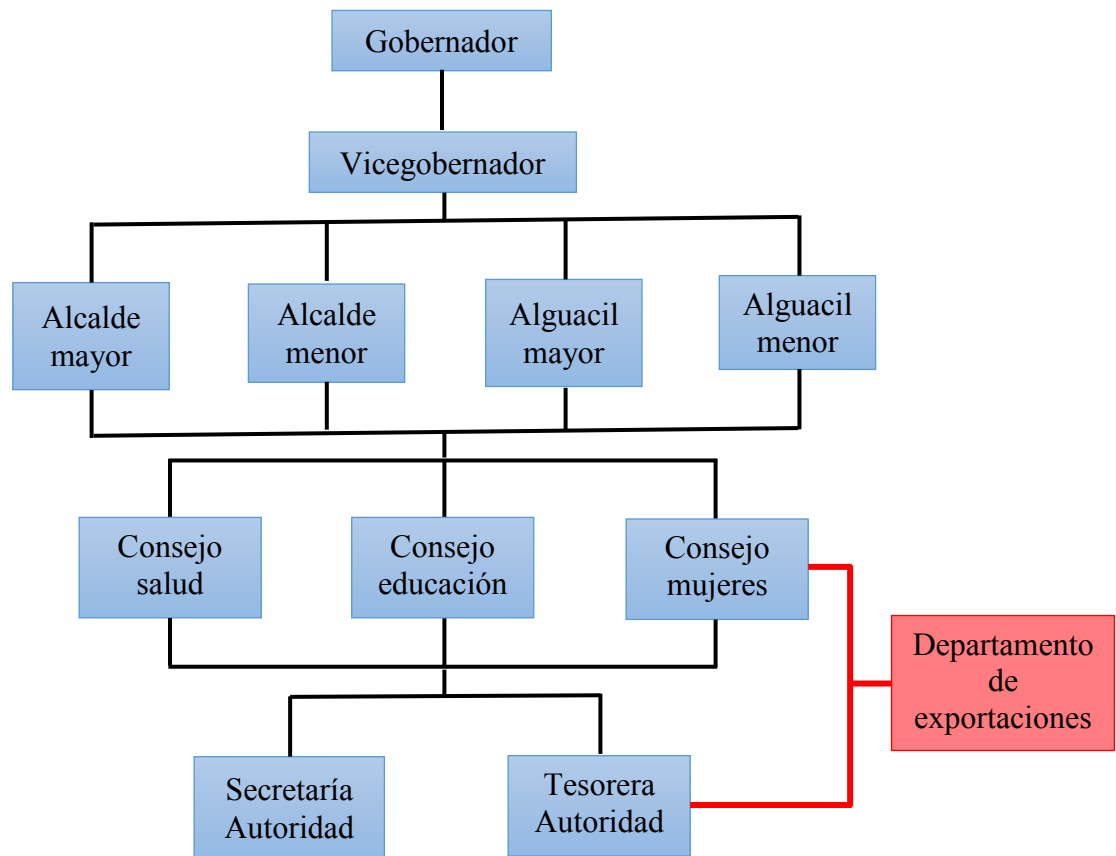 Gobernador
Vicegobernador
Alcalde
mayor
Alcalde
menor
Alguacil
mayor
Alguacil
menor
Consejo
salud
Consejo
educación
Consejo
mujeres
Departamento
de
exportaciones
Secretaría
Autoridad
Tesorera
Autoridad